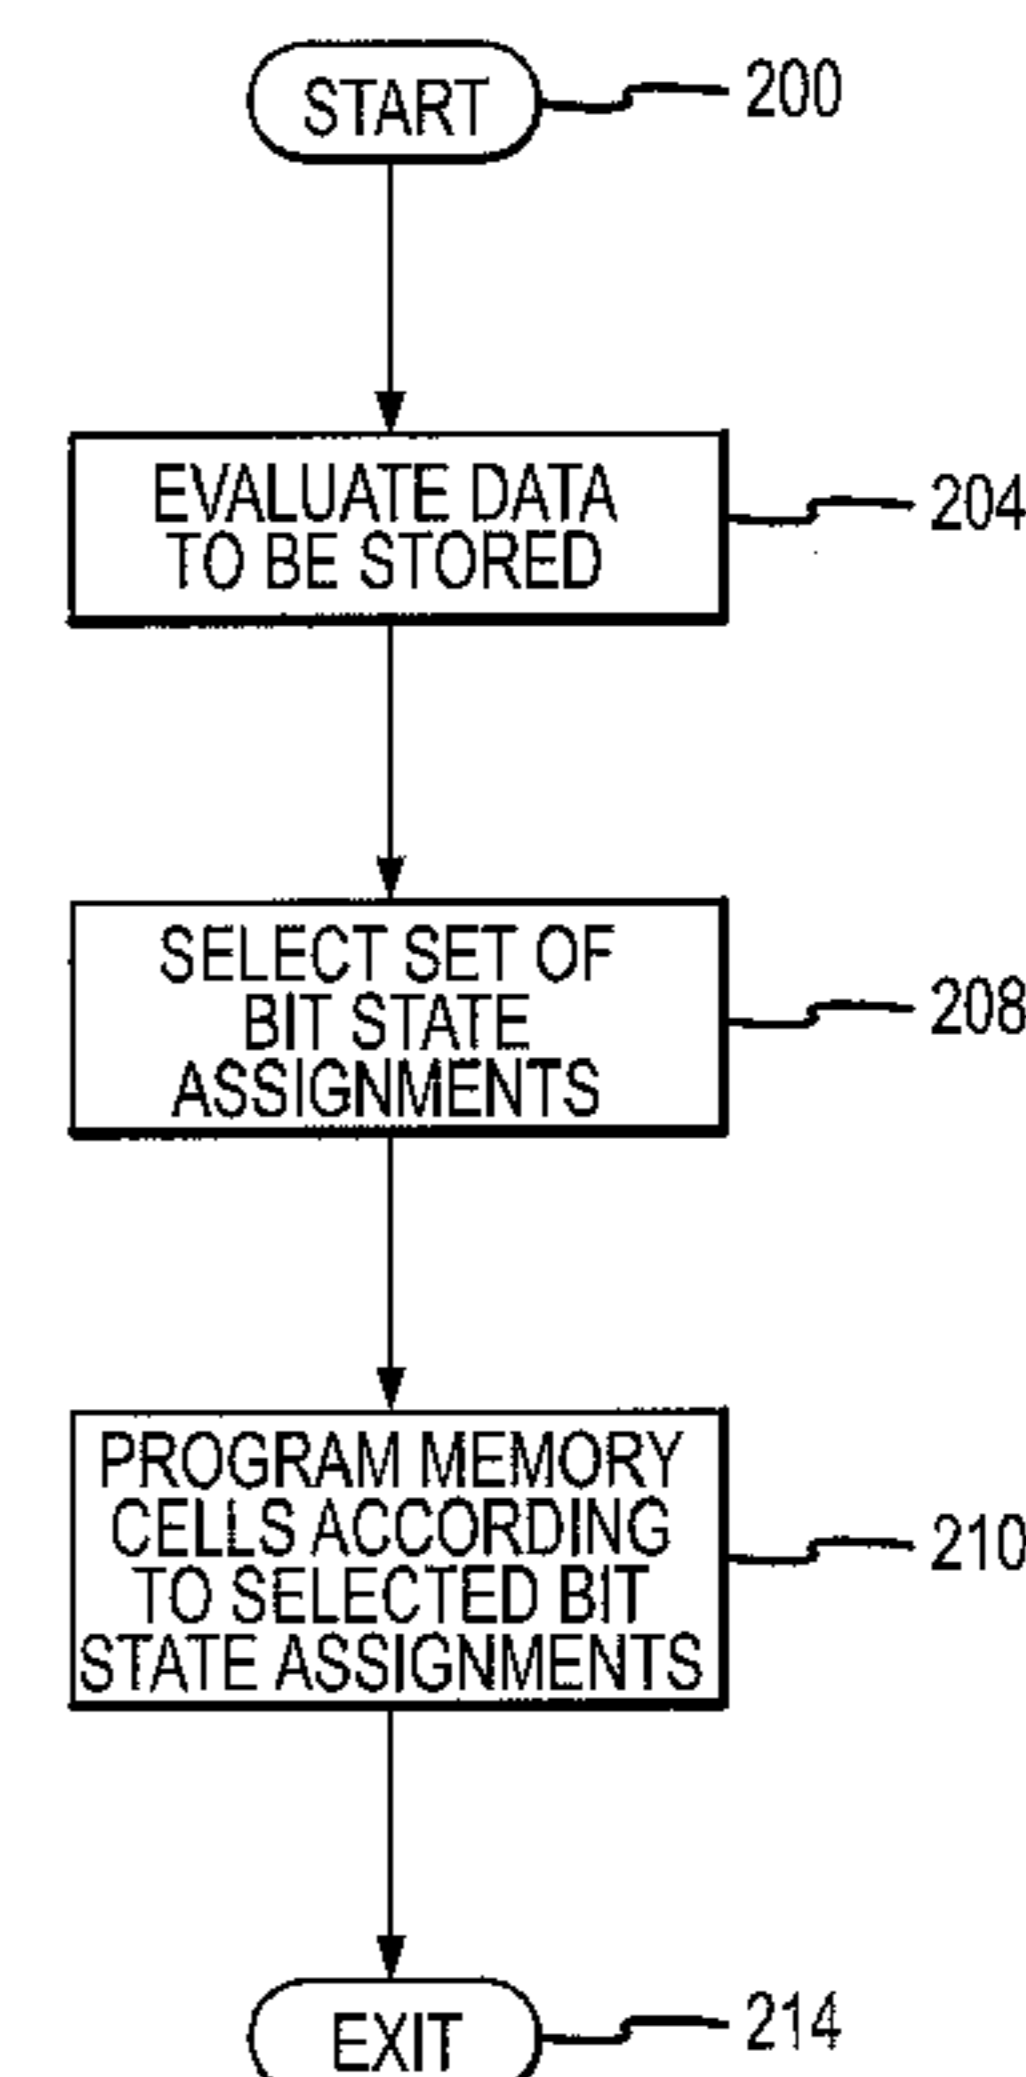 START
200
EVALUATE DATA
TO BE STORED
204
SELECT SET OF
BIT STATE
ASSIGNMENTS
208
PROGRAM MEMORY
CELLS ACCORDING
TO SELECTED BIT
STATE ASSIGNMENTS
210
EXIT
214